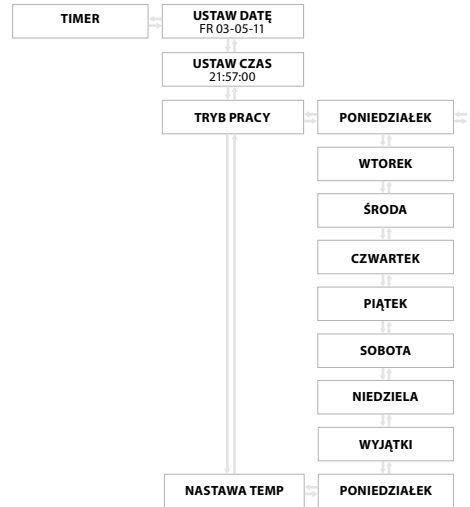 TIMER
USTAW DATĘ
FR 03-05-11
USTAW CZAS
21:57:00
TRYB PRACY
PONIEDZIAŁEK
WTOREK
ŚRODA
CZWARTEK
PIĄTEK
SOBOTA
NIEDZIELA
WYJĄTKI
NASTAWA TEMP
PONIEDZIAŁEK